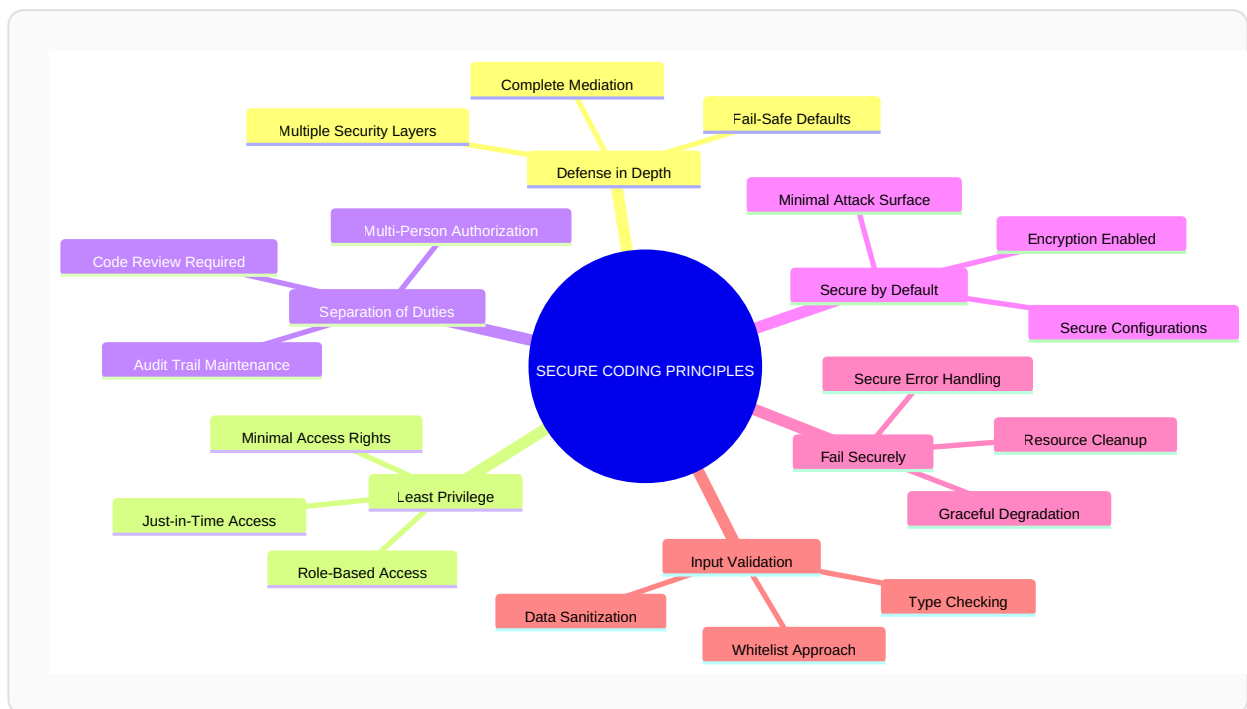 Complete Mediation
Fail-Safe Defaults
Multiple Security Layers
Defense in Depth
Minimal Attack Surface
Multi-Person Authorization
Encryption Enabled
Code Review Required
Secure by Default
Separation of Duties
Secure Configurations
Audit Trail Maintenance
SECURE CODING PRINCIPLES
Secure Error Handling
Minimal Access Rights
Resource Cleanup
Fail Securely
Least Privilege
Graceful Degradation
Just-in-Time Access
Input Validation
Role-Based Access
Type Checking
Data Sanitization
Whitelist Approach